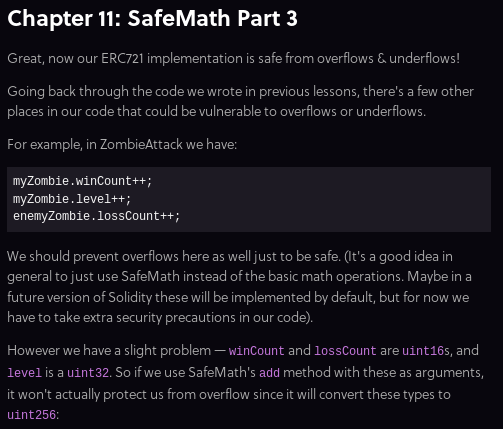 Chapter 11: SafeMath Part 3
Great, now our ERC721 implementation is safe from overflows & underflows!
Going back through the code we wrote in previous lessons, there's a few other
places in our code that could be vulnerable to overflows or underflows.
For example, in ZombieAttack we have:
myZombie.winCount++;
myZombie.level++;
enemyZombie.lossCount++;
We should prevent overflows here as well just to be safe. (It's a good idea in
general to just use SafeMath instead of the basic math operations. Maybe in a
future version of Solidity these will be implemented by default, but for now we
have to take extra security precautions in our code).
However we have a slight problem — winCount and lossCount are uint16s, and
level is a uint32. So if we use SafeMath's add method with these as arguments,
it won't actually protect us from overflow since it will convert these types to
uint256: